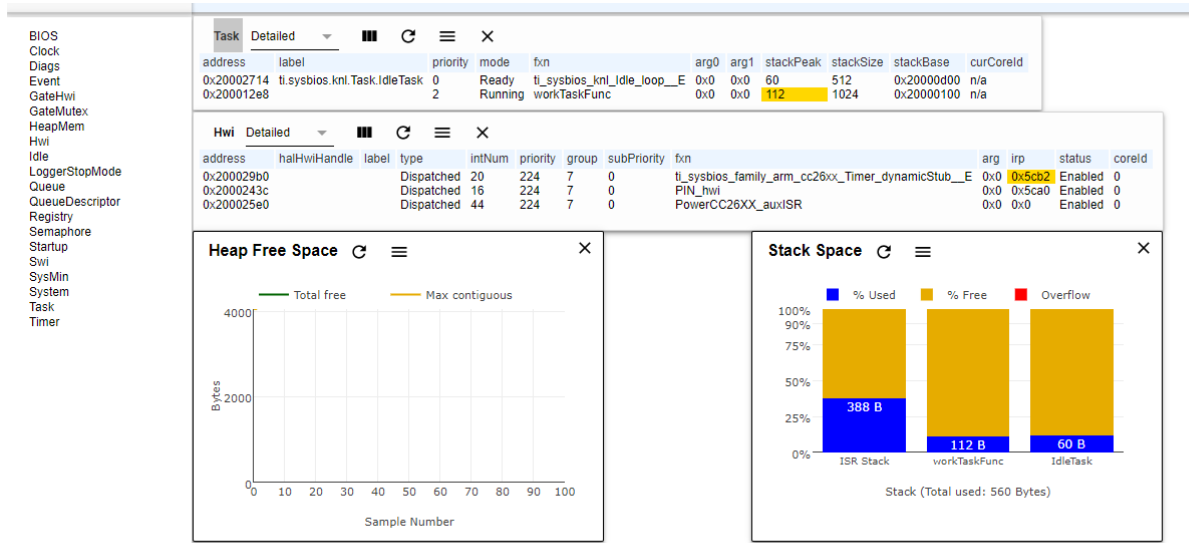 BIOS
Clock
Diags
Event
GateHwi
GateMutex
HeapMem
Hwi
Idle
LoggerStopMode
Queue
QueueDescriptor
Registry
Semaphore
Startup
Swi
SysMin
System
Task
Timer
Task Detailed
address label priority mode fxn arg0 arg1 stackPeak stackSize stackBase curCoreId
0x20002714 ti.sysbios.knl.Task.IdleTask 0 Ready ti_sysbios_knl_Idle_loop__E 0x0 0x0 60 512 0x20000d00 n/a
0x200012e8 2 Running workTaskFunc 0x0 0x0 112 1024 0x20000100 n/a
Hwi Detailed
address halHwiHandle label type intNum priority group subPriority fxn arg irp status coreId
0x200029b0 Dispatched 20 224 7 0 ti_sysbios_family_arm_cc26xx_Timer_dynamicStub__E 0x0 0x5cb2 Enabled 0
0x2000243c Dispatched 16 224 7 0 PIN_hwi 0x0 0x5ca0 Enabled 0
0x200025e0 Dispatched 44 224 7 0 PowerCC26XX_auxISR 0x0 0x0 Enabled 0
Heap Free Space
Total free Max contiguous
4000
2000
0
Bytes
0 10 20 30 40 50 60 70 80 90 100
Sample Number
Stack Space
% Used % Free Overflow
100%
90%
75%
50%
25%
0%
388 B
112 B
60 B
ISR Stack workTaskFunc IdleTask
Stack (Total used: 560 Bytes)